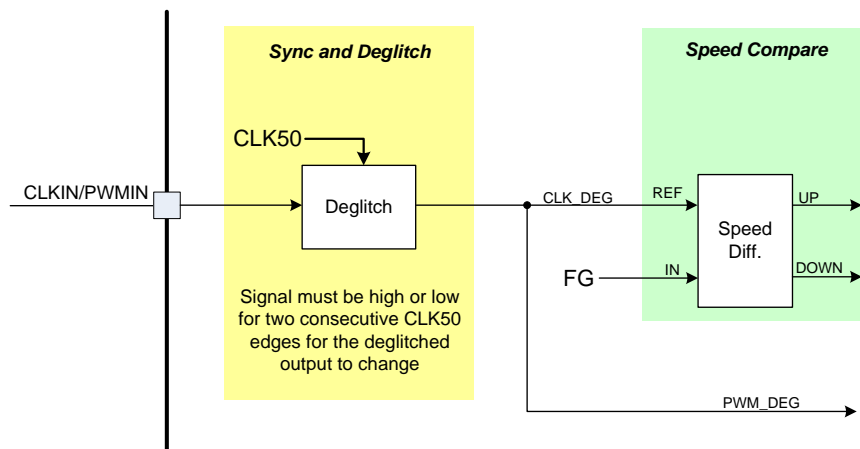 Sync and Deglitch
Speed Compare
CLK50
CLKIN/PWMIN
Deglitch
CLK_DEG
REF
UP
Speed
Diff.
FG
IN
DOWN
Signal must be high or low
for two consecutive CLK50
edges for the deglitched
output to change
PWM_DEG